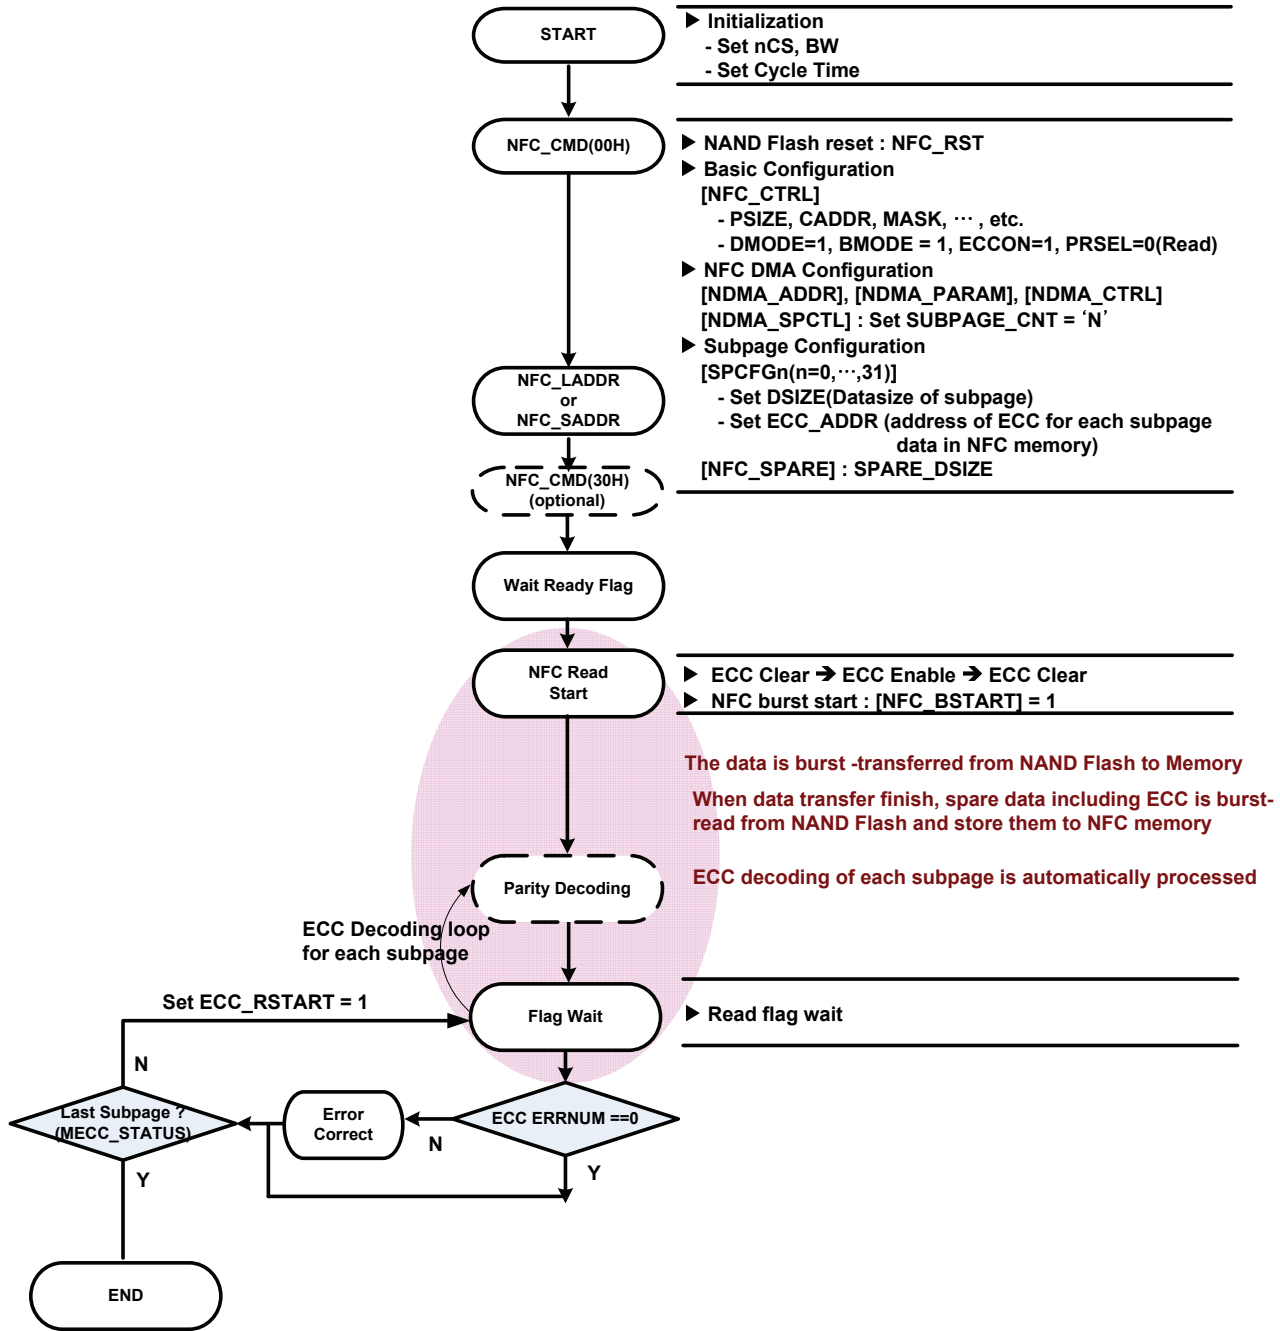 START
▶ Initialization
- Set nCS, BW
- Set Cycle Time
NFC_CMD(00H)
▶ NAND Flash reset : NFC_RST
▶ Basic Configuration
[NFC_CTRL]
- PSIZE, CADDR, MASK, ··· , etc.
- DMODE=1, BMODE = 1, ECCON=1, PRSEL=0(Read)
▶ NFC DMA Configuration
[NDMA_ADDR], [NDMA_PARAM], [NDMA_CTRL]
[NDMA_SPCTL] : Set SUBPAGE_CNT = ‘N’
▶ Subpage Configuration
[SPCFGn(n=0,···,31)]
- Set DSIZE(Datasize of subpage)
- Set ECC_ADDR (address of ECC for each subpage
data in NFC memory)
[NFC_SPARE] : SPARE_DSIZE
NFC_LADDR
or
NFC_SADDR
NFC_CMD(30H)
(optional)
Wait Ready Flag
NFC Read
Start
▶ ECC Clear ➔ ECC Enable ➔ ECC Clear
▶ NFC burst start : [NFC_BSTART] = 1
The data is burst -transferred from NAND Flash to Memory
When data transfer finish, spare data including ECC is burst-
read from NAND Flash and store them to NFC memory
Parity Decoding
ECC decoding of each subpage is automatically processed
ECC Decoding loop
for each subpage
Set ECC_RSTART = 1
Flag Wait
▶ Read flag wait
N
Last Subpage ?
(MECC_STATUS)
Error
Correct
ECC ERRNUM ==0
N
Y
Y
END